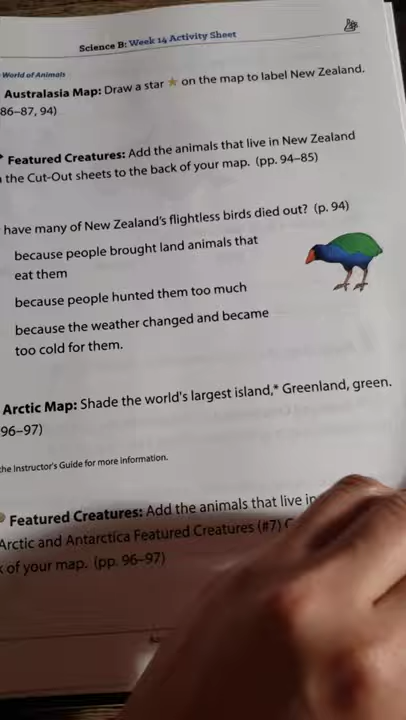 Science B: Week 14 Activity Sheet
World of Animals
Australasia Map: Draw a star ★ on the map to label New Zealand.
86–87, 94)
Featured Creatures: Add the animals that live in New Zealand
the Cut-Out sheets to the back of your map. (pp. 94–85)
have many of New Zealand's flightless birds died out? (p. 94)
because people brought land animals that
eat them
because people hunted them too much
because the weather changed and became
too cold for them.
Arctic Map: Shade the world's largest island,* Greenland, green.
96–97)
the Instructor's Guide for more information.
Featured Creatures: Add the animals that live in
Arctic and Antarctica Featured Creatures (#7)
of your map. (pp. 96–97)